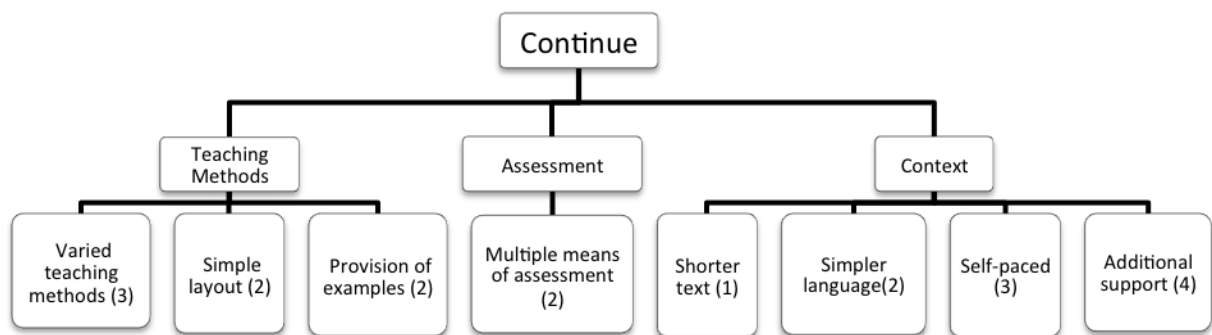 Continue
Teaching
Methods
Assessment
Context
Varied
teaching
methods (3)
Simple
layout (2)
Provision of
examples (2)
Multiple means
of assessment
(2)
Shorter
text (1)
Simpler
language(2)
Self-paced
(3)
Additional
support (4)